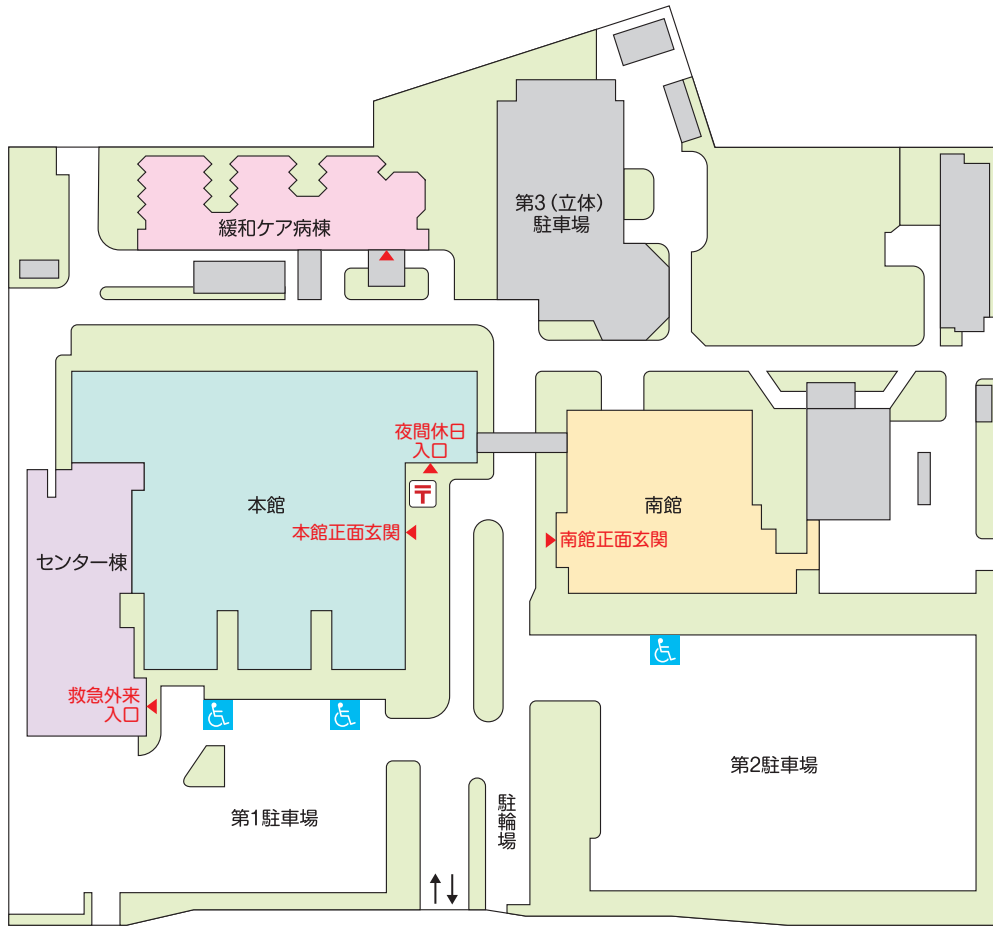 緩和ケア病棟
第3(立体)
駐車場
夜間休日
入口
〒
本館
南館
本館正面玄関
南館正面玄関
センター棟
救急外来
入口
第2駐車場
第1駐車場
駐輪場